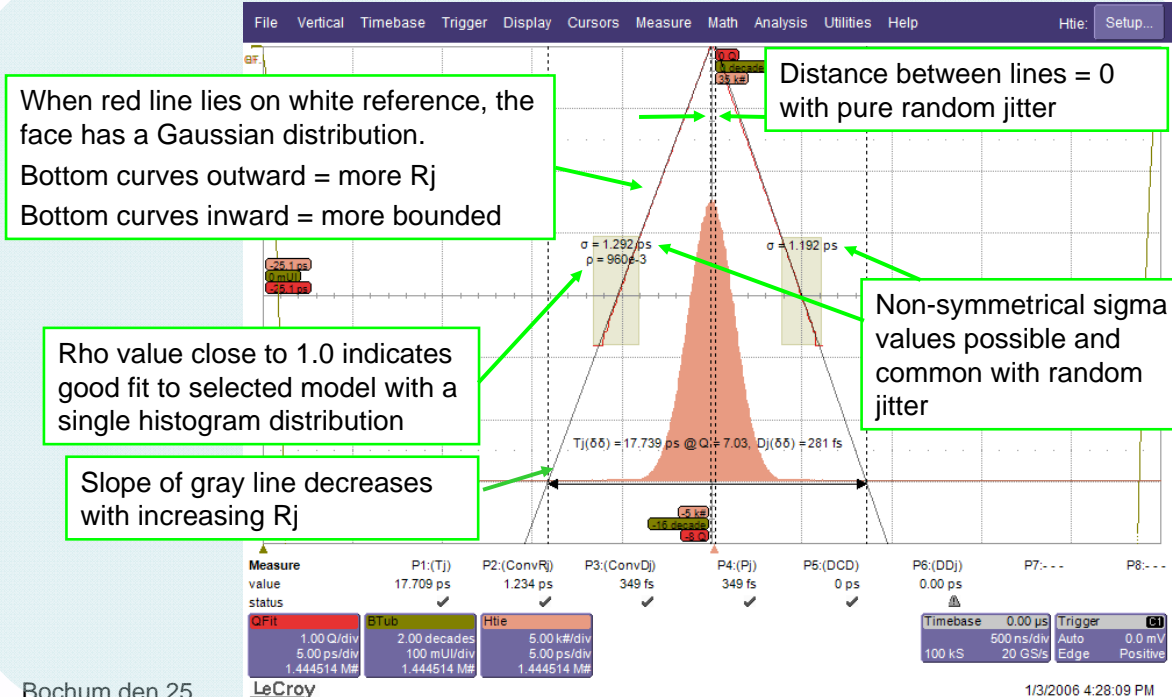 File Vertical Timebase Trigger Display Cursors Measure Math Analysis Utilities Help Htie: Setup...
When red line lies on white reference, the
face has a Gaussian distribution.
Bottom curves outward = more Rj
Bottom curves inward = more bounded
0 Q
35 k#
Distance between lines = 0
with pure random jitter
σ = 1.292 ps
ρ = 960e-3
σ = 1.192 ps
-25.1 ps
0 mUI
-25.1 ps
Non-symmetrical sigma
values possible and
common with random
jitter
Rho value close to 1.0 indicates
good fit to selected model with a
single histogram distribution
Tj(δδ) = 17.739 ps @ Q = 7.03, Dj(δδ) = 281 fs
Slope of gray line decreases
with increasing Rj
-5 k#
-16 decade
-8 Q
Measure P1:(Tj) P2:(ConvRj) P3:(ConvDj) P4:(Pj) P5:(DCD) P6:(DDj) P7:- - - P8:- - -
value 17.709 ps 1.234 ps 349 fs 349 fs 0 ps 0.00 ps
status
QFit
1.00 Q/div
5.00 ps/div
1.444514 M#
BTub
2.00 decades
100 mUI/div
1.444514 M#
Htie
5.00 k#/div
5.00 ps/div
1.444514 M#
Timebase 0.00 µs
500 ns/div
100 kS 20 GS/s
Trigger C1
Auto 0.0 mV
Edge Positive
Bochum den 25
LeCroy
1/3/2006 4:28:09 PM